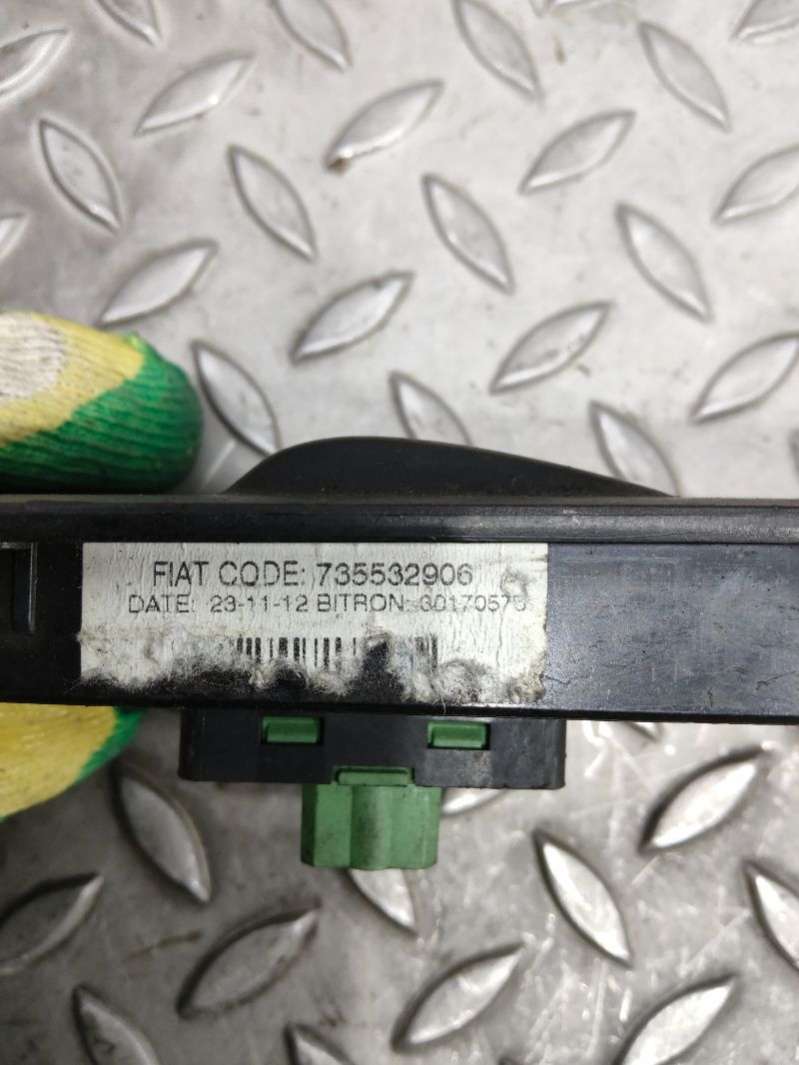 FIAT CODE: 735532906
DATE: 23-11-12 BITRON: